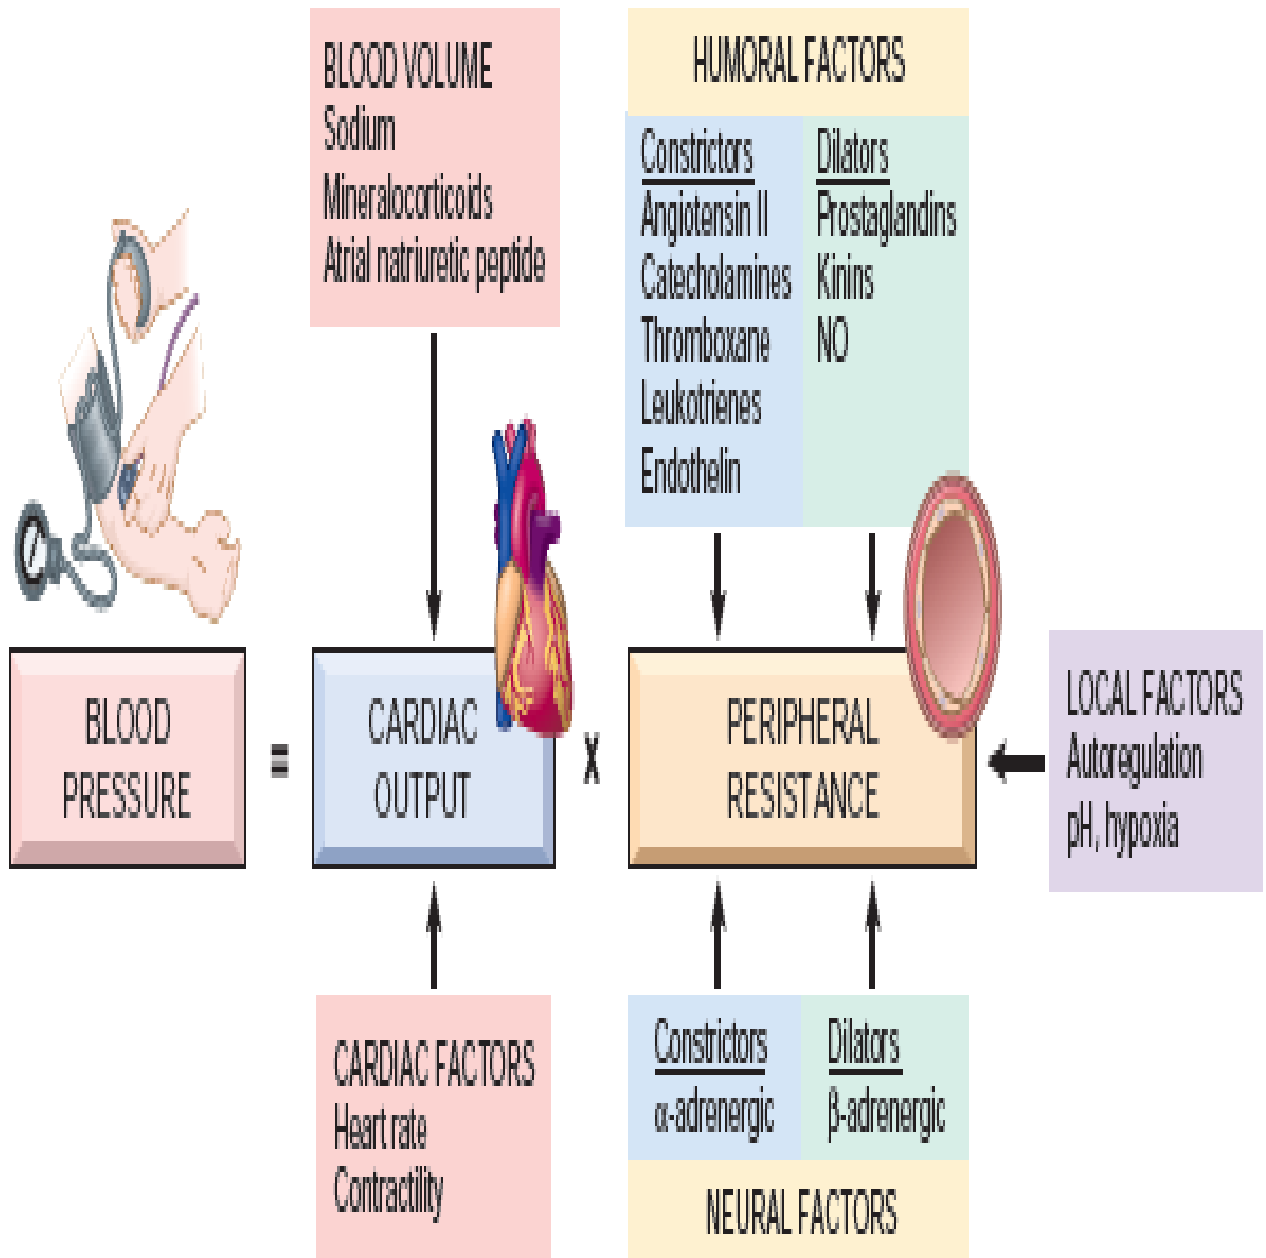 BLOOD VOLUME
Sodium
Mineralocorticoids
Atrial natriuretic peptide
HUMORAL FACTORS
Constrictors
Angiotensin II
Catecholamines
Thromboxane
Leukotrienes
Endothelin
Dilators
Prostaglandins
Kinins
NO
BLOOD
PRESSURE
=
CARDIAC
OUTPUT
x
PERIPHERAL
RESISTANCE
LOCAL FACTORS
Autoregulation
pH, hypoxia
CARDIAC FACTORS
Heart rate
Contractility
Constrictors
α-adrenergic
Dilators
β-adrenergic
NEURAL FACTORS